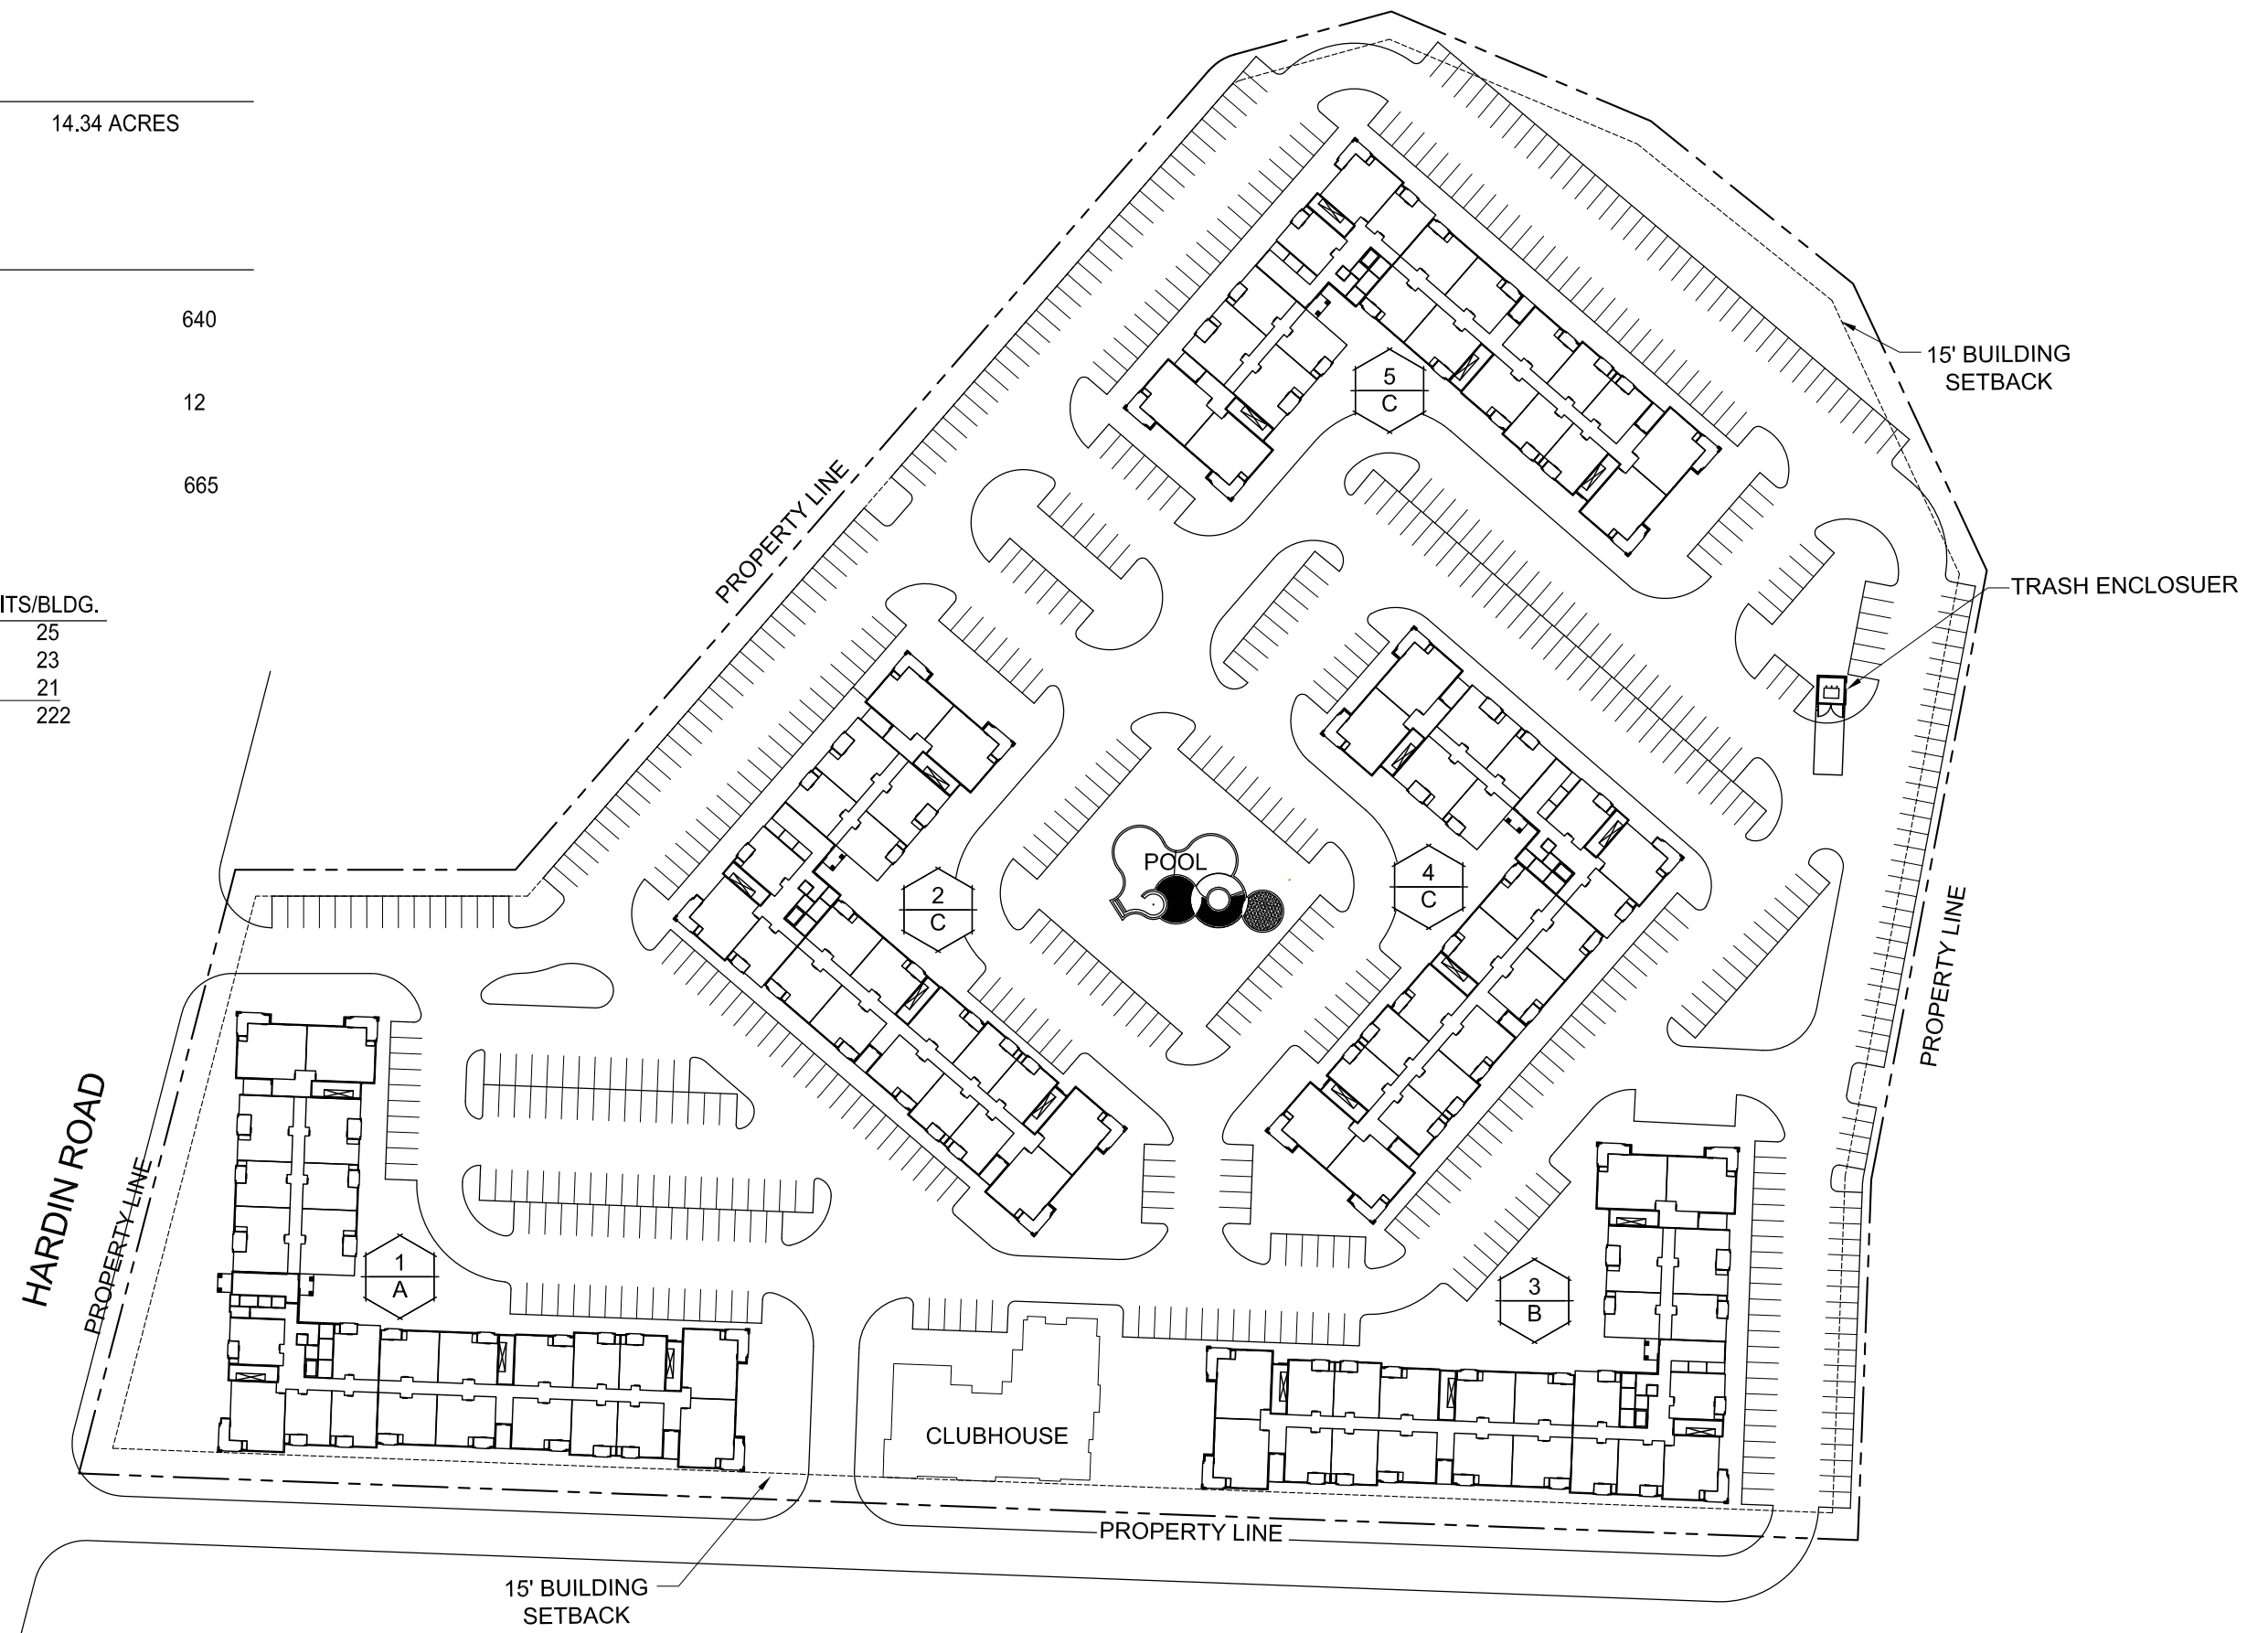 14.34 ACRES
640
12
665
ITS/BLDG.
25
23
21
222
15' BUILDING
SETBACK
TRASH ENCLOSUER
PROPERTY LINE
5
C
POOL
2
C
4
C
PROPERTY LINE
HARDIN ROAD
PROPERTY LINE
1
A
3
B
CLUBHOUSE
PROPERTY LINE
15' BUILDING
SETBACK